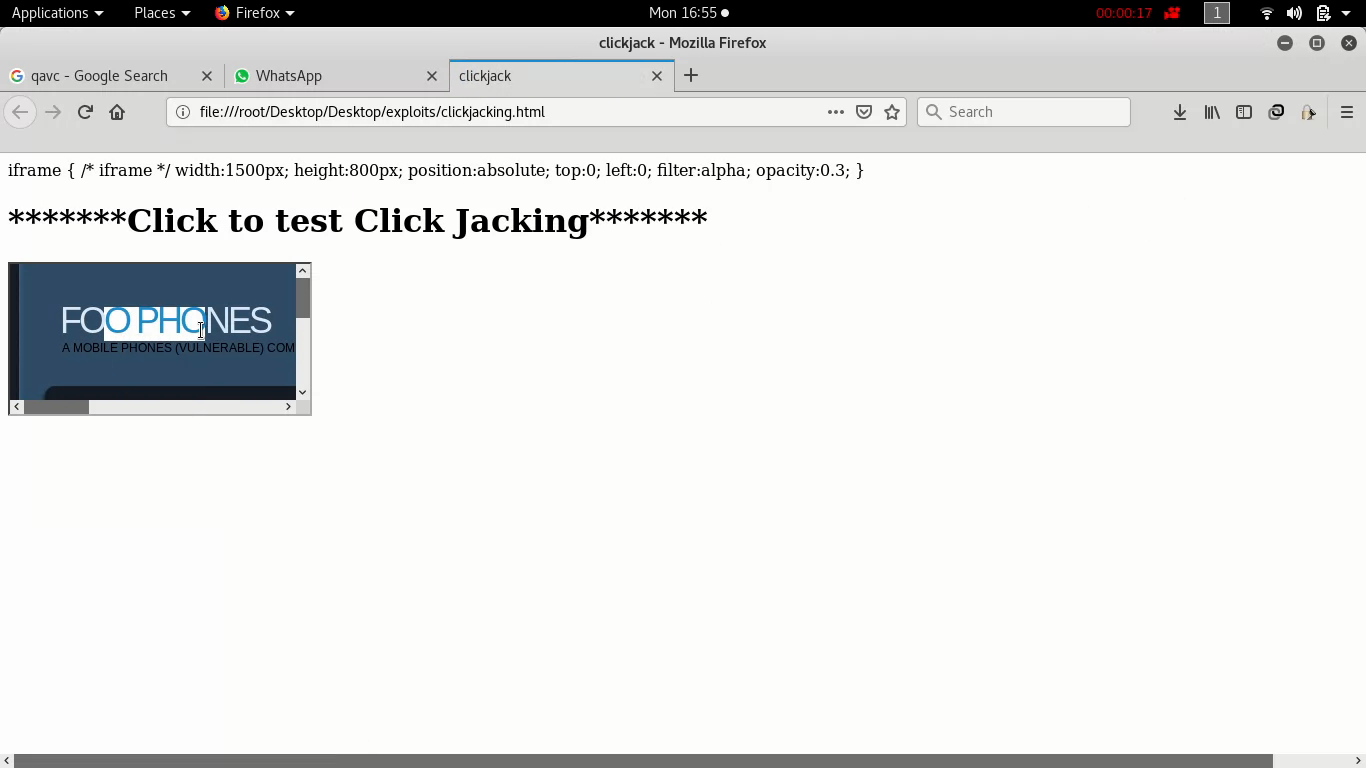 Applications Places Firefox Mon 16:55 00:00:17 1
clickjack - Mozilla Firefox
qavc - Google Search WhatsApp clickjack
file:///root/Desktop/Desktop/exploits/clickjacking.html Search
iframe { /* iframe */ width:1500px; height:800px; position:absolute; top:0; left:0; filter:alpha; opacity:0.3; }
*******Click to test Click Jacking*******
FOO PHONES
A MOBILE PHONES (VULNERABLE) COM